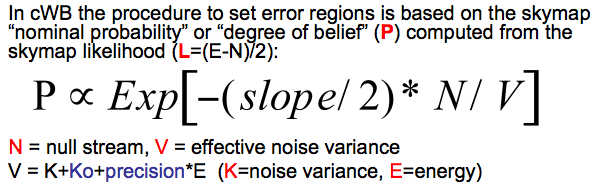 In cWB the procedure to set error regions is based on the skymap
“nominal probability” or “degree of belief” (P) computed from the
skymap likelihood (L=(E-N)/2):
P ∝ Exp[-(slope/2)* N/ V]
N = null stream, V = effective noise variance
V = K+Ko+precision*E (K=noise variance, E=energy)